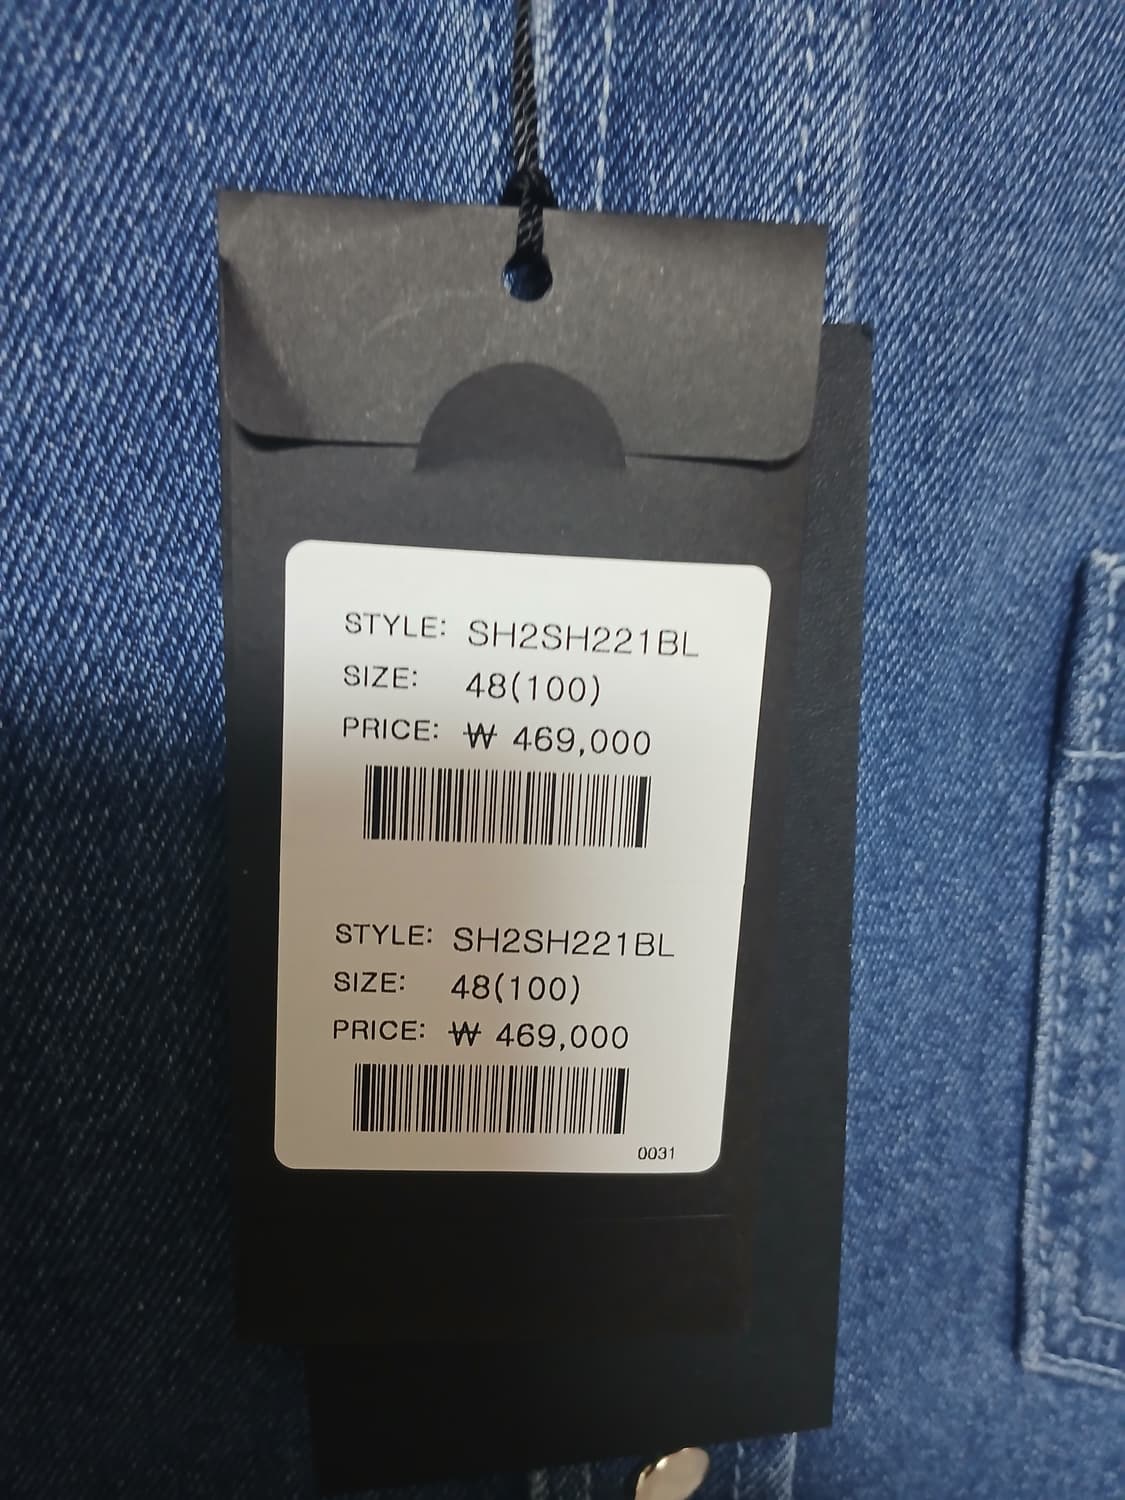 STYLE: SH2SH221BL
SIZE: 48(100)
PRICE: ₩ 469,000
STYLE: SH2SH221BL
SIZE: 48(100)
PRICE: ₩ 469,000
0031